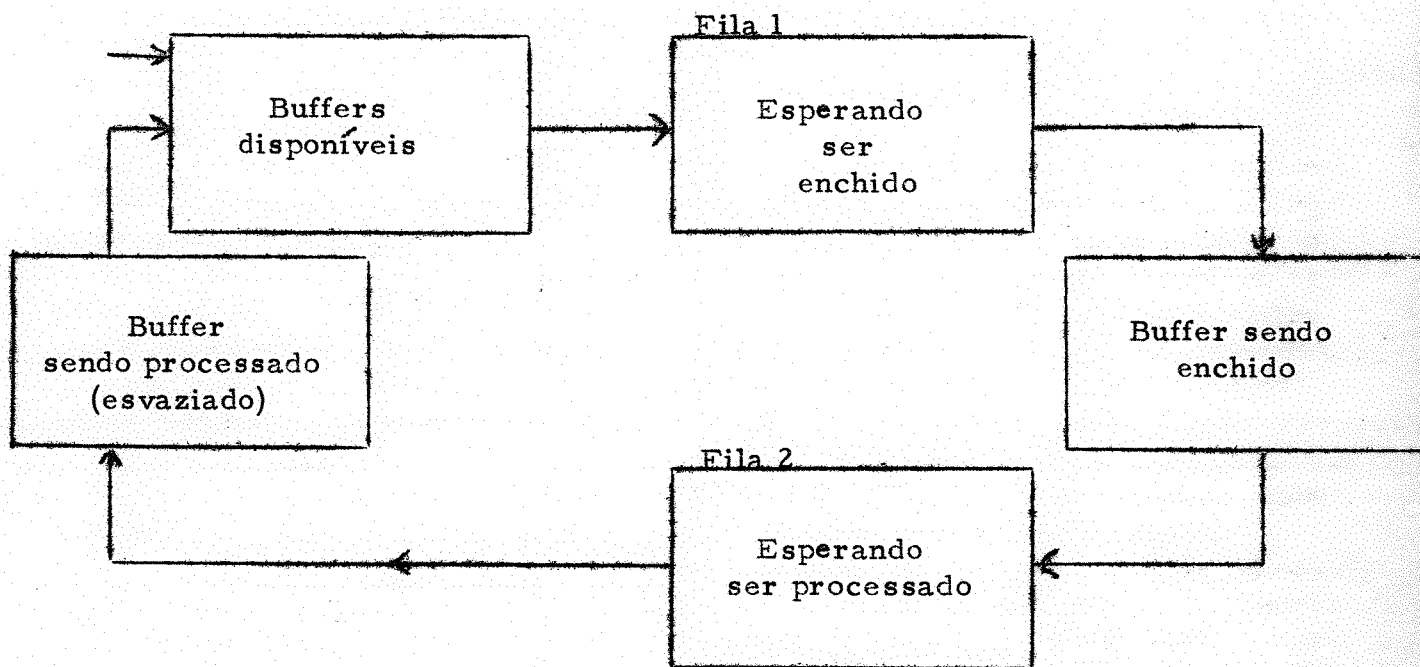 Fila 1
Buffers
disponíveis
Esperando
ser
enchido
Buffer
sendo processado
(esvaziado)
Buffer sendo
enchido
Fila 2
Esperando
ser processado